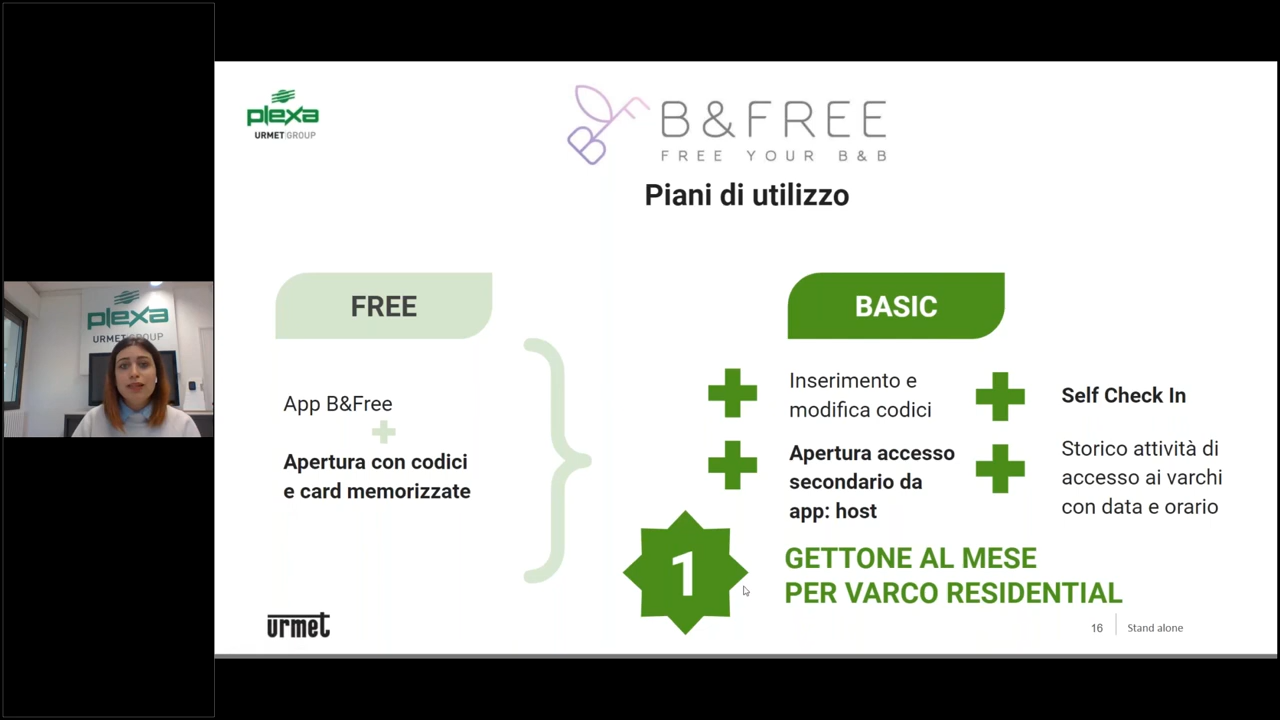 plexa
URMET GROUP
B&FREE
FREE YOUR B&B
Piani di utilizzo
FREE
App B&Free
Apertura con codici
e card memorizzate
BASIC
Inserimento e
modifica codici
Apertura accesso
secondario da
app: host
Self Check In
Storico attività di
accesso ai varchi
con data e orario
1
GETTONE AL MESE
PER VARCO RESIDENTIAL
urmet
16
Stand alone
plexa
URMET GROUP